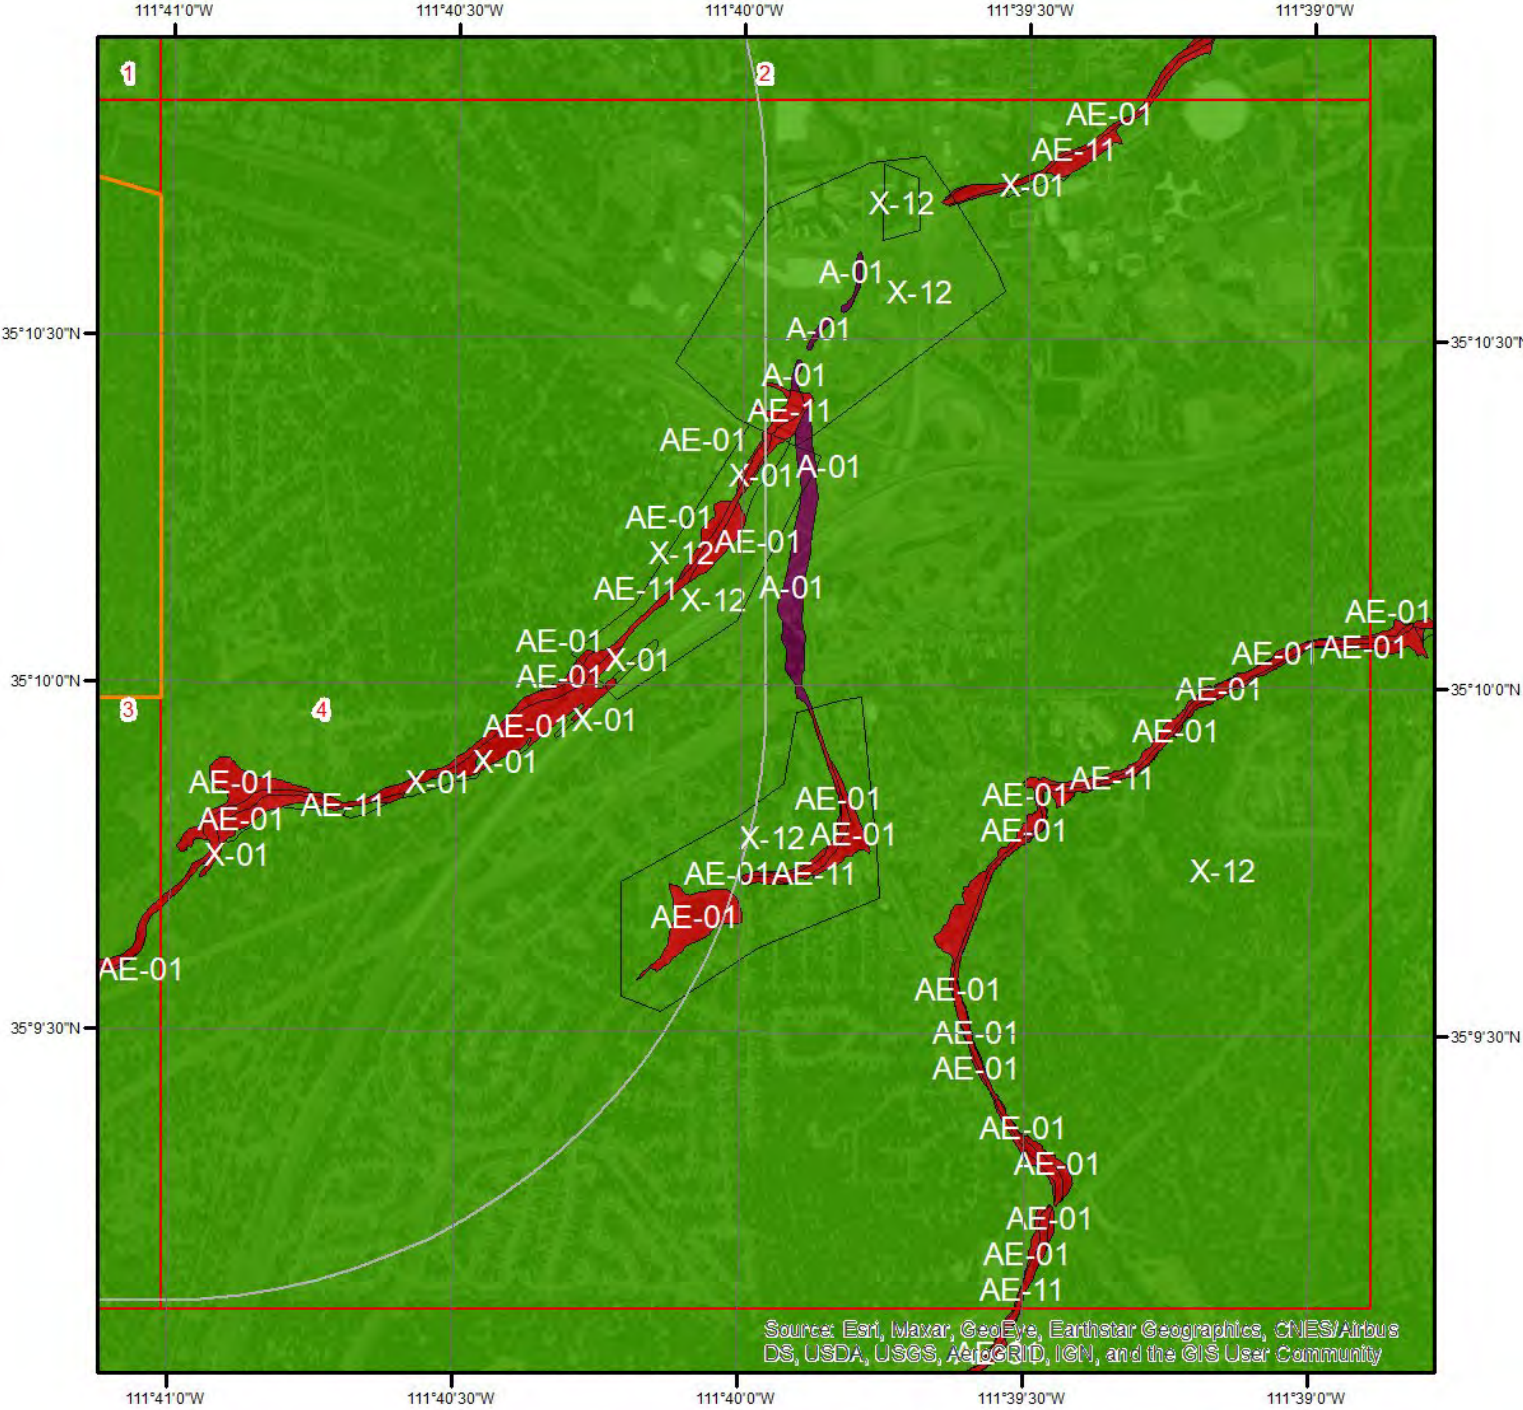 111°41'0"W 111°40'30"W 111°40'0"W 111°39'30"W 111°39'0"W
1 2
AE-01
AE-11
X-01
X-12
A-01
X-12
A-01
35°10'30"N 35°10'30"N
A-01
AE-11
AE-01
X-01 A-01
AE-01
X-12 AE-01
AE-11 X-12 A-01
AE-01
AE-01 X-01
AE-01
AE-01
AE-01
35°10'0"N 35°10'0"N
AE-01
AE-01
3 4
AE-01 X-01
AE-01
X-01
AE-01 X-01
AE-11
AE-11
AE-01 AE-01
AE-01
X-12 AE-01
AE-01
X-01
AE-01 AE-11
X-12
AE-01
AE-01
AE-01
35°9'30"N 35°9'30"N
AE-01
AE-01
AE-01
AE-01
AE-01
AE-01
AE-11
Source: Esri, Maxar, GeoEye, Earthstar Geographics, CNES/Airbus
DS, USDA, USGS, AeroGRID, IGN, and the GIS User Community
111°41'0"W 111°40'30"W 111°40'0"W 111°39'30"W 111°39'0"W